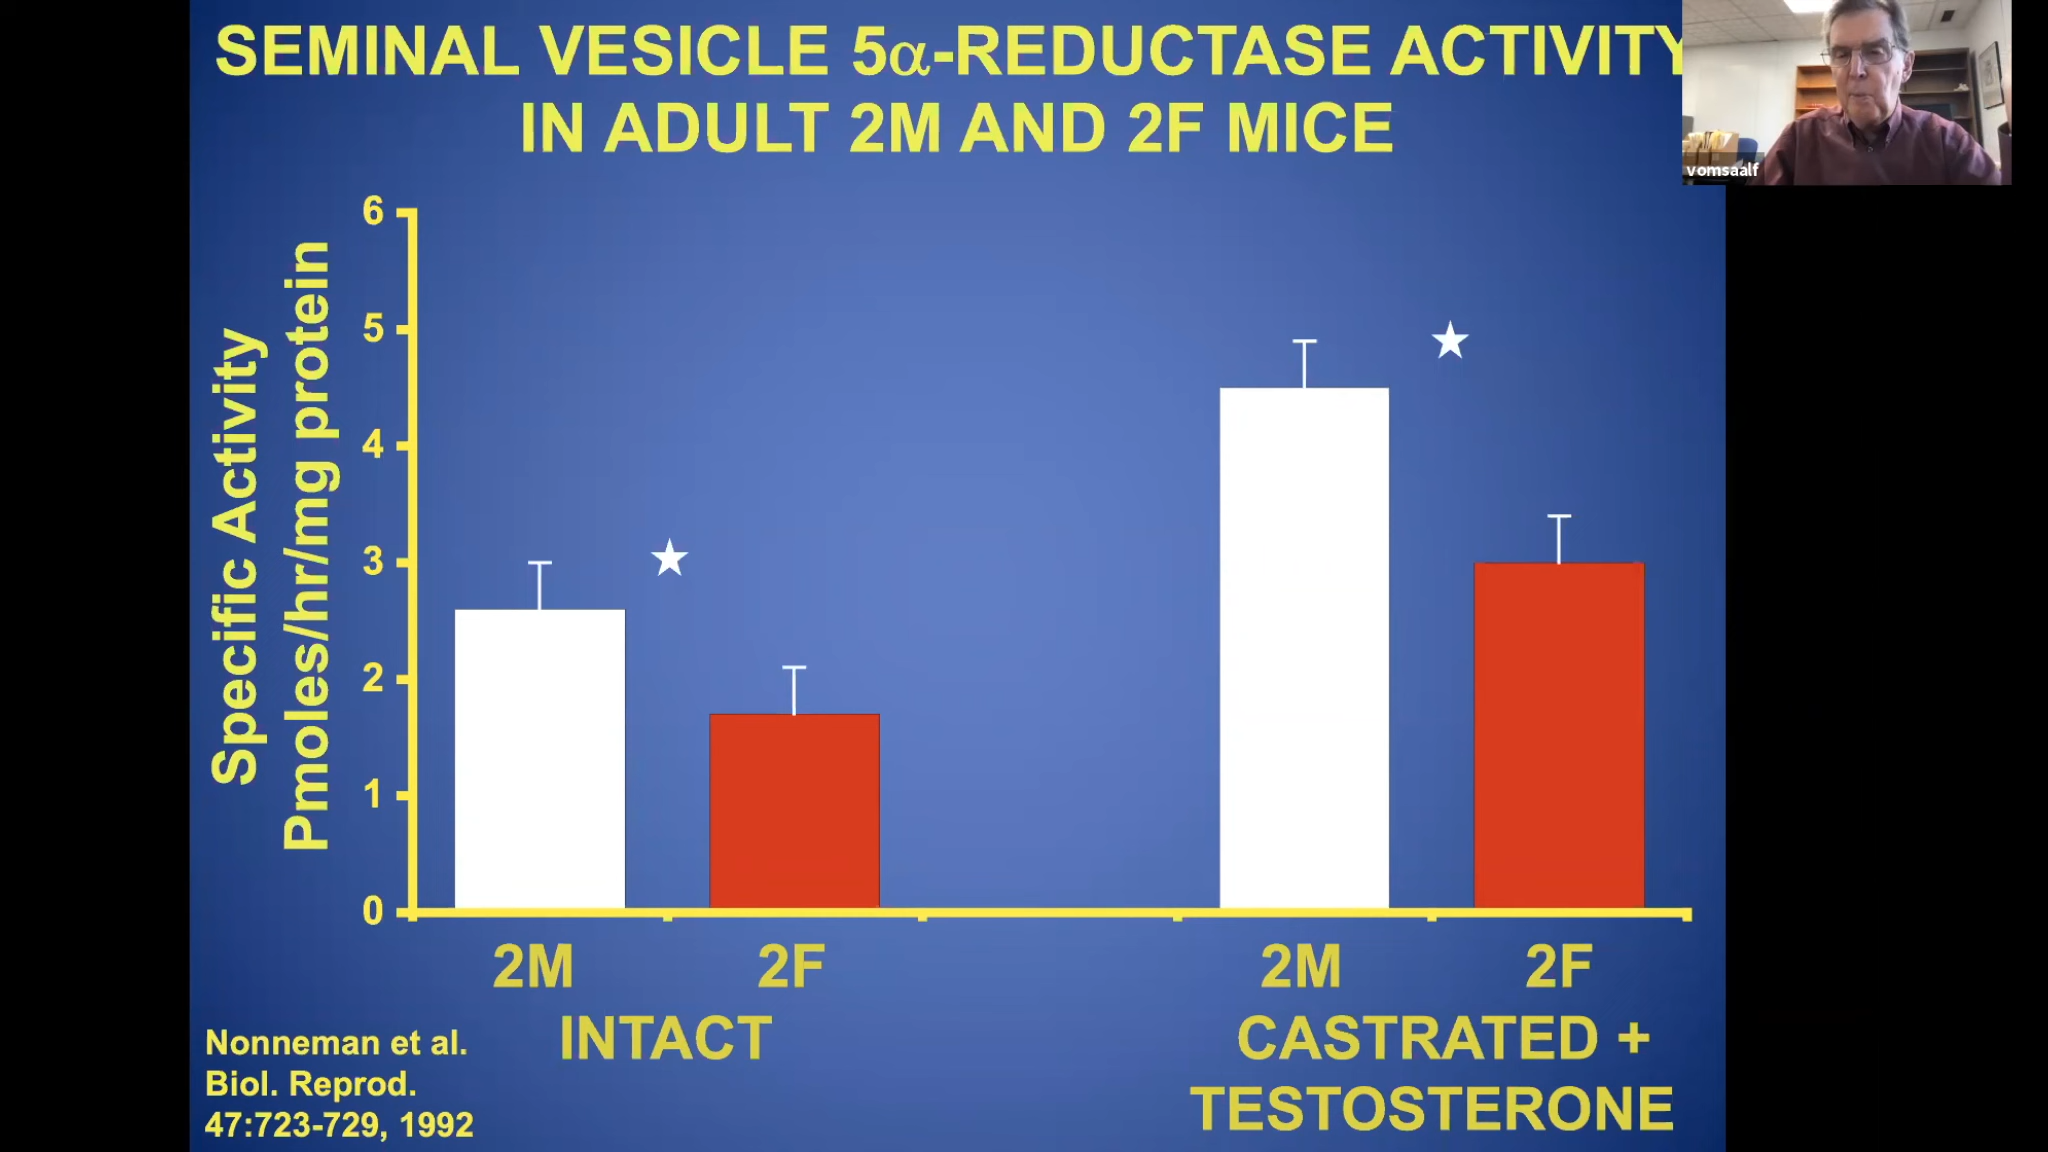 SEMINAL VESICLE 5α-REDUCTASE ACTIVITY
IN ADULT 2M AND 2F MICE
vomsaalf
Specific Activity
Pmoles/hr/mg protein
6
5
4
3
2
1
0
2M 2F 2M 2F
INTACT CASTRATED +
TESTOSTERONE
Nonneman et al.
Biol. Reprod.
47:723-729, 1992